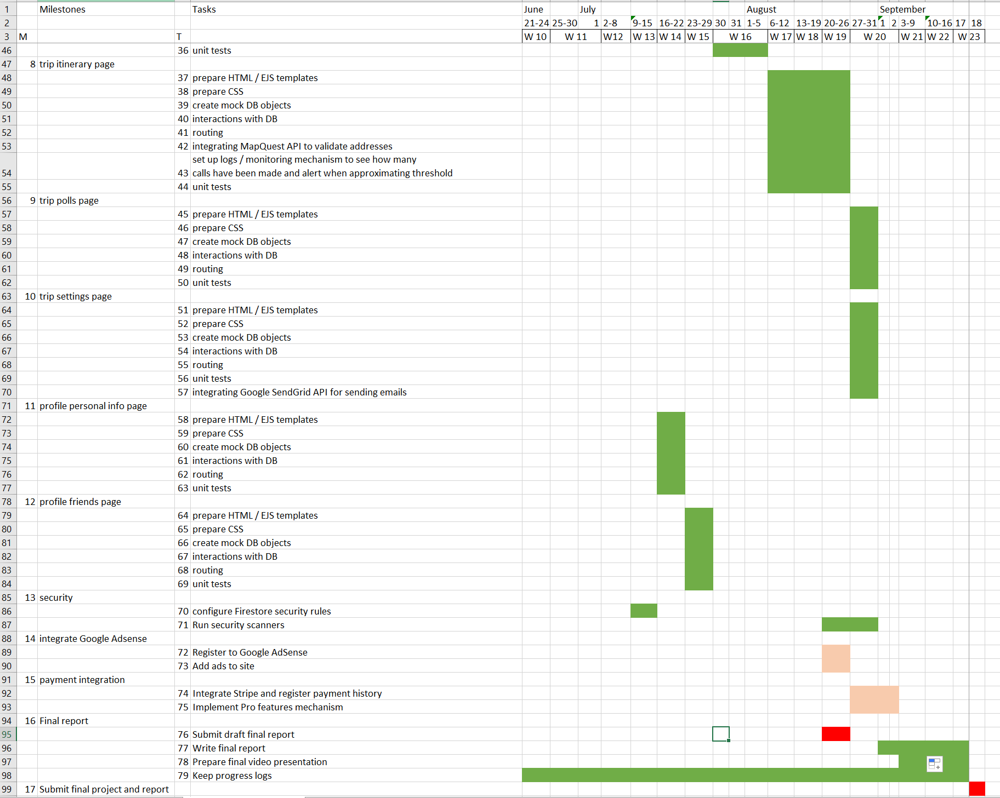 1 Milestones Tasks June July August September
2 21-24 25-30 1 2-8 9-15 16-22 23-29 30 31 1-5 6-12 13-19 20-26 27-31 1 2 3-9 10-16 17 18
3 M T W 10 W 11 W12 W 13 W 14 W 15 W 16 W 17 W 18 W 19 W 20 W 21 W 22 W 23
46 36 unit tests
47 8 trip itinerary page
48 37 prepare HTML / EJS templates
49 38 prepare CSS
50 39 create mock DB objects
51 40 interactions with DB
52 41 routing
53 42 integrating MapQuest API to validate addresses
set up logs / monitoring mechanism to see how many
54 43 calls have been made and alert when approximating threshold
55 44 unit tests
56 9 trip polls page
57 45 prepare HTML / EJS templates
58 46 prepare CSS
59 47 create mock DB objects
60 48 interactions with DB
61 49 routing
62 50 unit tests
63 10 trip settings page
64 51 prepare HTML / EJS templates
65 52 prepare CSS
66 53 create mock DB objects
67 54 interactions with DB
68 55 routing
69 56 unit tests
70 57 integrating Google SendGrid API for sending emails
71 11 profile personal info page
72 58 prepare HTML / EJS templates
73 59 prepare CSS
74 60 create mock DB objects
75 61 interactions with DB
76 62 routing
77 63 unit tests
78 12 profile friends page
79 64 prepare HTML / EJS templates
80 65 prepare CSS
81 66 create mock DB objects
82 67 interactions with DB
83 68 routing
84 69 unit tests
85 13 security
86 70 configure Firestore security rules
87 71 Run security scanners
88 14 integrate Google Adsense
89 72 Register to Google AdSense
90 73 Add ads to site
91 15 payment integration
92 74 Integrate Stripe and register payment history
93 75 Implement Pro features mechanism
94 16 Final report
95 76 Submit draft final report
96 77 Write final report
97 78 Prepare final video presentation
98 79 Keep progress logs
99 17 Submit final project and report